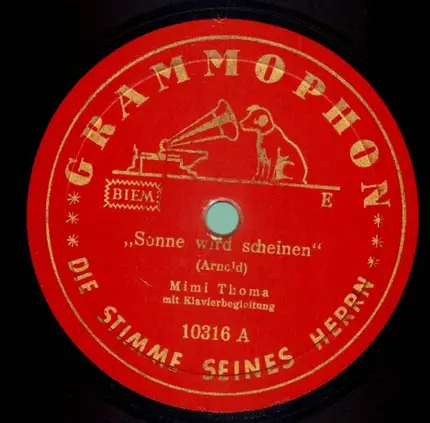 GRAMMOPHON
BIEM
E
„Sonne wird scheinen“
(Arnold)
Mimi Thoma
mit Klavierbegleitung
10316 A
DIE STIMME SEINES HERRN